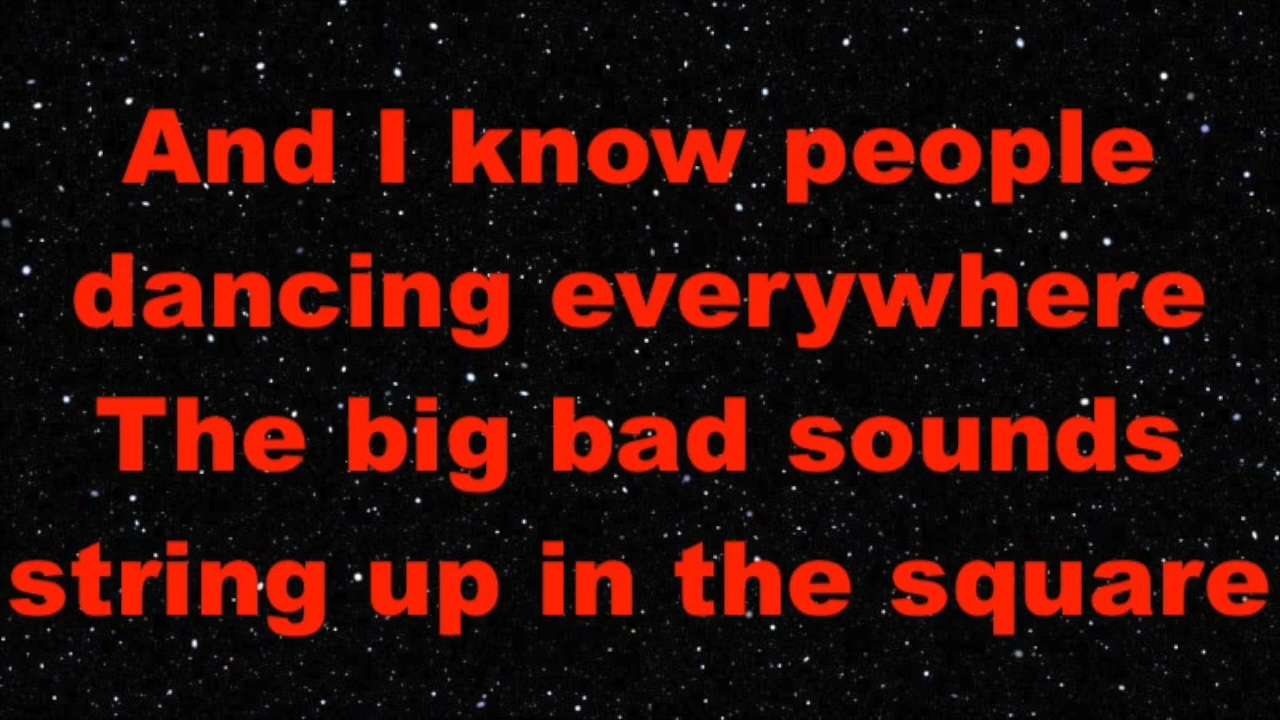 And I know people
dancing everywhere
The big bad sounds
string up in the square